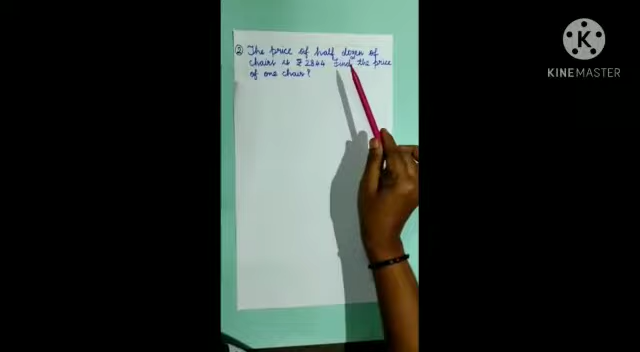 ② The price of half dozen of
chairs is ₹ 2844 Find the price
of one chair?
K
KINEMASTER